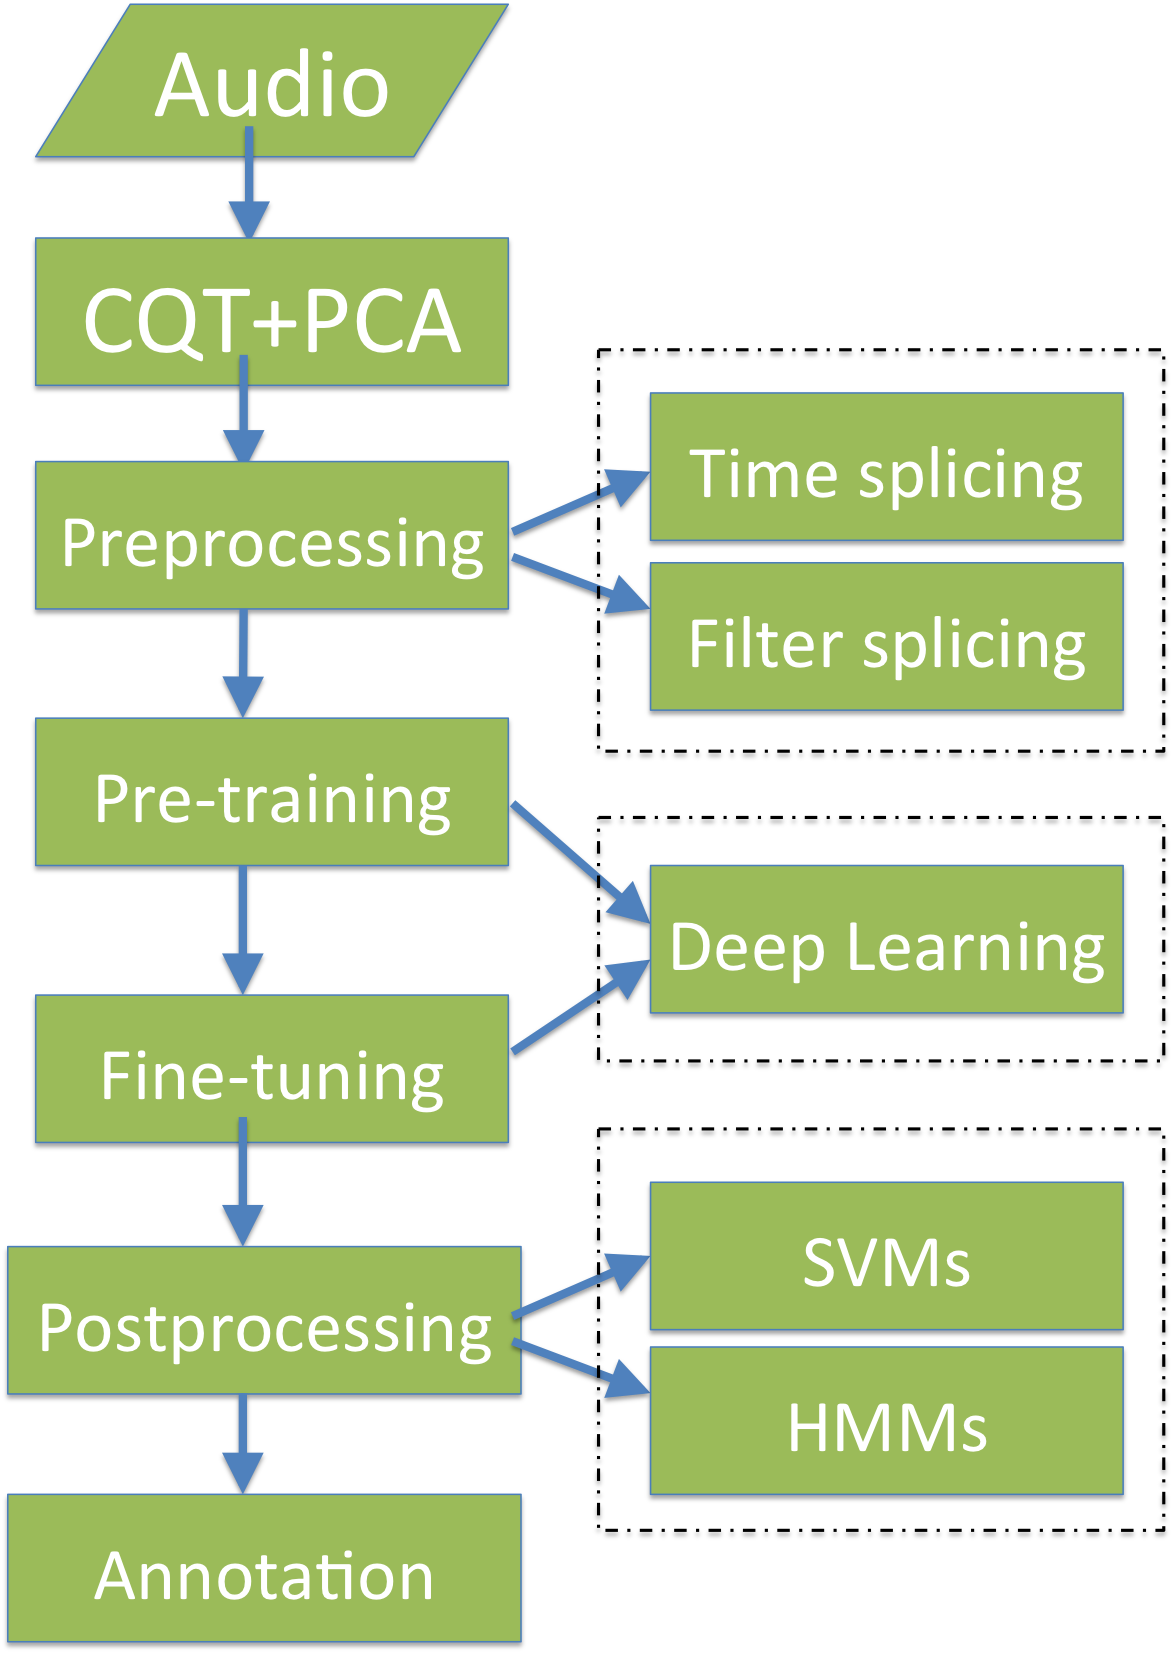 Audio
CQT+PCA
Preprocessing
Time splicing
Filter splicing
Pre-training
Deep Learning
Fine-tuning
Postprocessing
SVMs
HMMs
Annotation